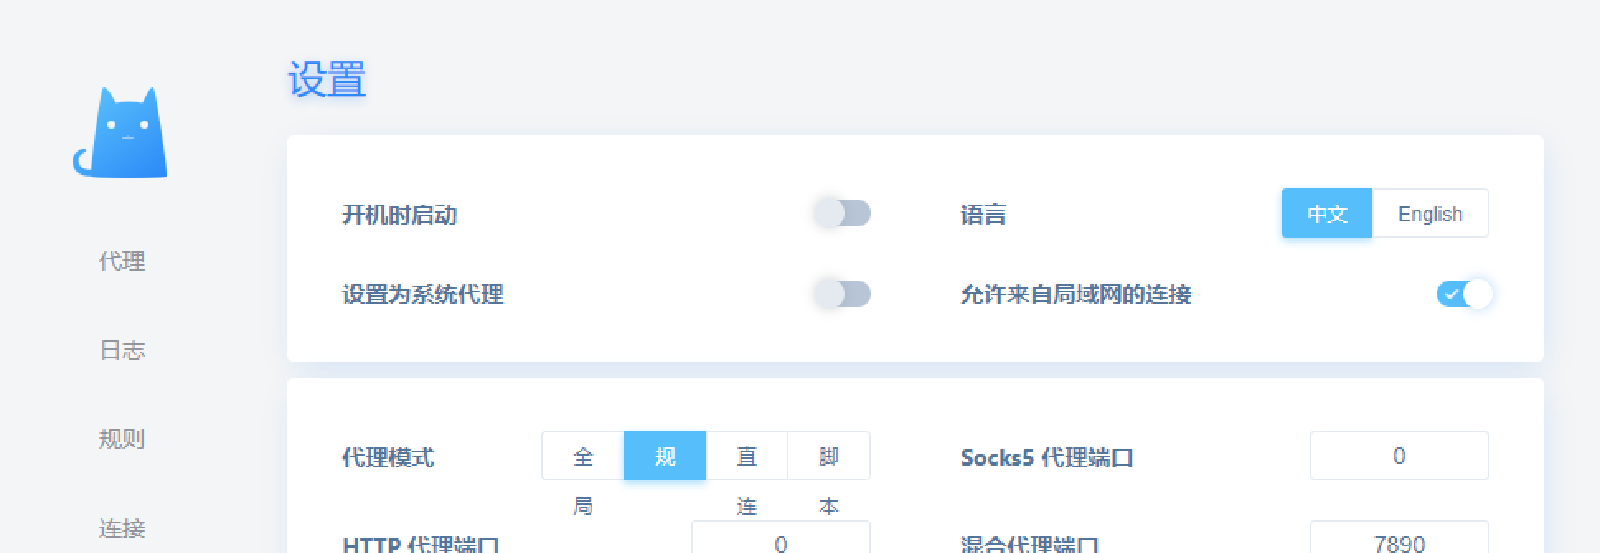 设置
开机时启动
语言
中文
English
设置为系统代理
允许来自局域网的连接
代理
日志
规则
连接
代理模式
全局
规
直连
脚本
Socks5 代理端口
0
HTTP 代理端口
0
混合代理端口
7890